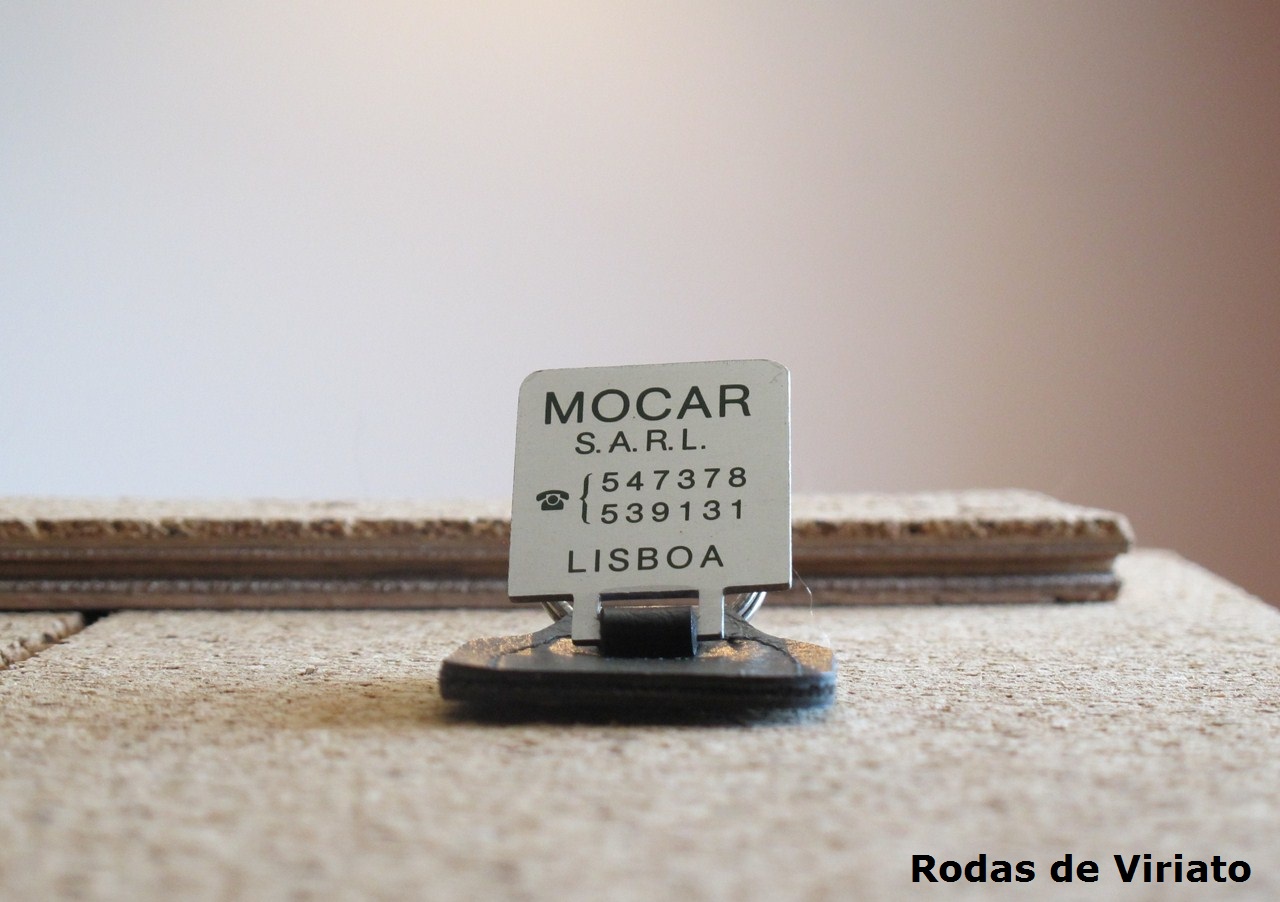 MOCAR
S.A.R.L.
☎ { 547378
539131
LISBOA
Rodas de Viriato